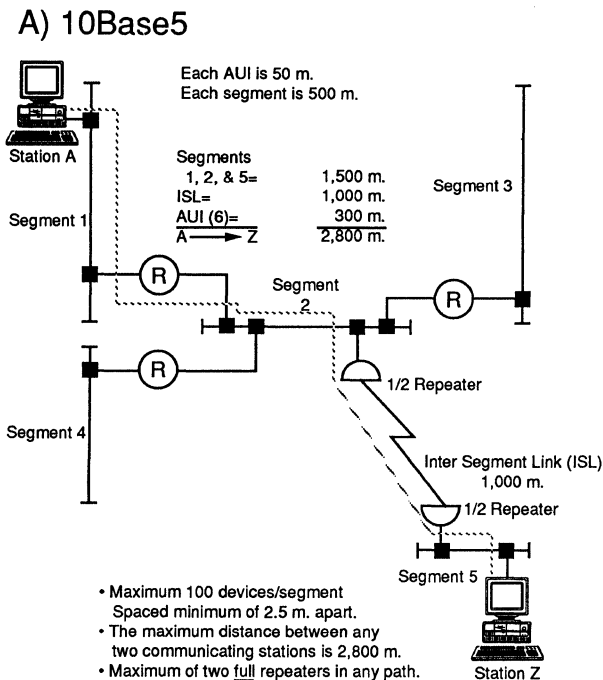 A) 10Base5
Each AUI is 50 m.
Each segment is 500 m.
Station A
Segments
1, 2, & 5= 1,500 m.
ISL= 1,000 m.
AUI (6)= 300 m.
A Z 2,800 m.
Segment 3
Segment 1
R
Segment
2
R
R
1/2 Repeater
Segment 4
Inter Segment Link (ISL)
1,000 m.
1/2 Repeater
Segment 5
• Maximum 100 devices/segment
Spaced minimum of 2.5 m. apart.
• The maximum distance between any
two communicating stations is 2,800 m.
• Maximum of two full repeaters in any path.
Station Z